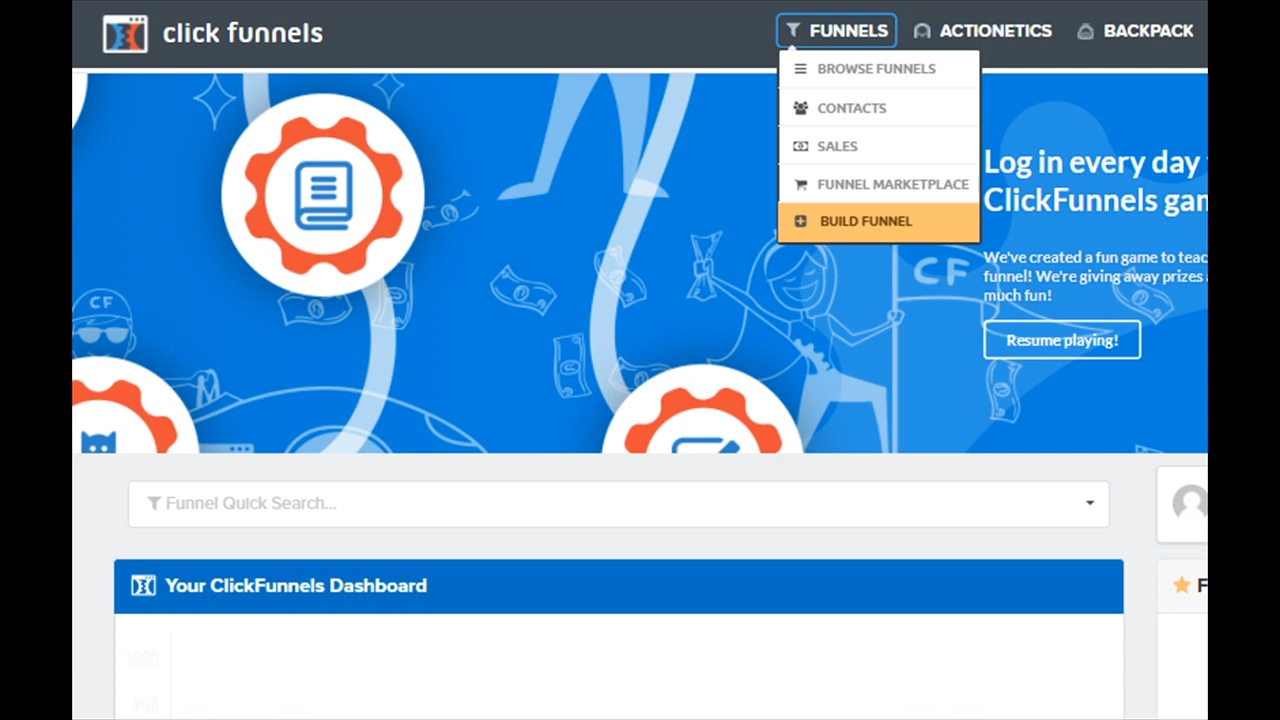 click funnels
FUNNELS
ACTIONETICS
BACKPACK
BROWSE FUNNELS
CONTACTS
SALES
FUNNEL MARKETPLACE
BUILD FUNNEL
Log in every day
ClickFunnels gam
We've created a fun game to teac
funnel! We're giving away prizes a
much fun!
Resume playing!
CF
CF
Funnel Quick Search...
Your ClickFunnels Dashboard
F
1200